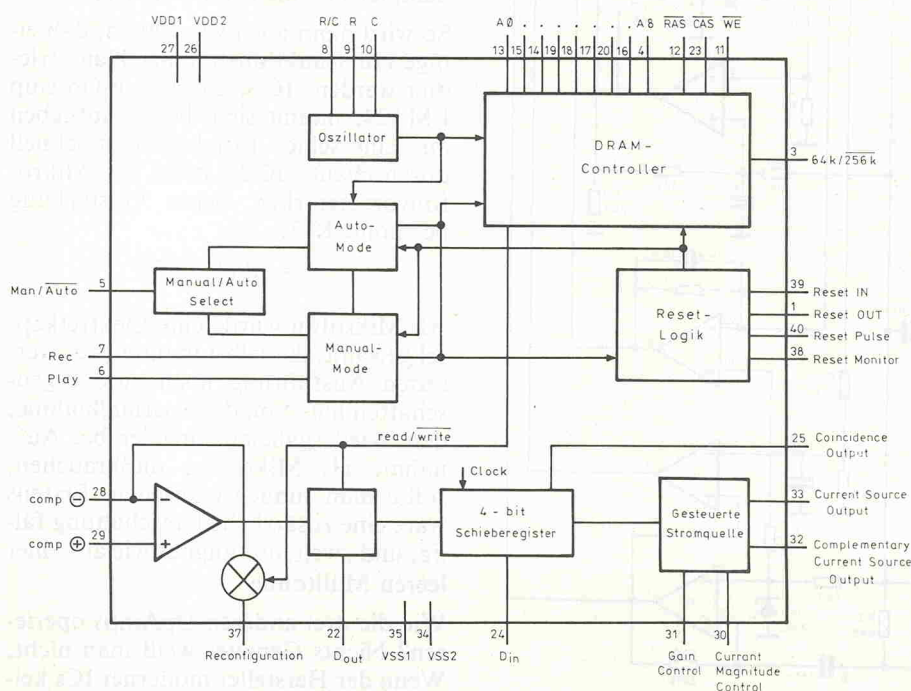 VDD1 VDD2
27 26
R/C R C
8 9 10
AØ . . . . . . . A8 RAS CAS WE
13 15 14 19 18 17 20 16 4 12 23 11
Oszillator
DRAM-
Controller
3 64k/256k
Auto-
Mode
Man/Auto 5
Manual/Auto
Select
Reset-
Logik
39 Reset IN
1 Reset OUT
40 Reset Pulse
38 Reset Monitor
Rec 7
Play 6
Manual-
Mode
read/write
25 Coincidence
Output
Clock
comp ⊖ 28
−
comp ⊕ 29
+
4-bit
Schieberegister
Gesteuerte
Stromquelle
33 Current Source
Output
32 Complementary
Current Source
Output
37 22 35 34 24 31 30
Reconfiguration
Dout
VSS1 VSS2
Din
Gain
Control
Current
Magnitude
Control